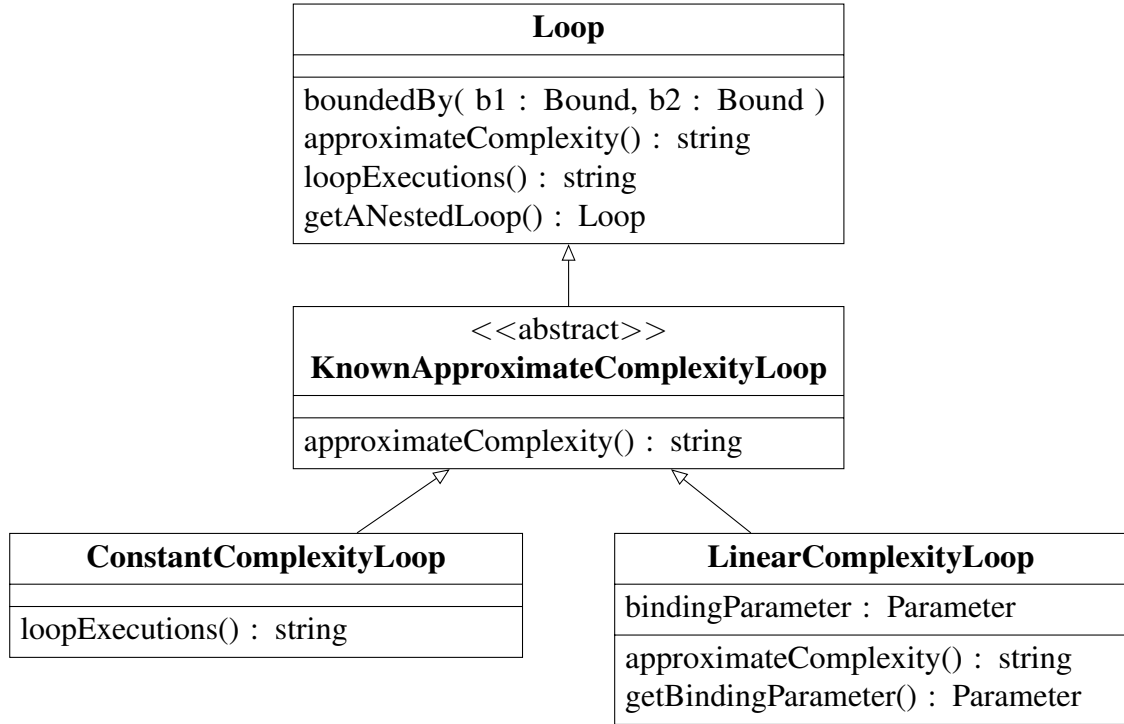 Loop
boundedBy( b1 : Bound, b2 : Bound )
approximateComplexity() : string
loopExecutions() : string
getANestedLoop() : Loop
<<abstract>>
KnownApproximateComplexityLoop
approximateComplexity() : string
ConstantComplexityLoop
loopExecutions() : string
LinearComplexityLoop
bindingParameter : Parameter
approximateComplexity() : string
getBindingParameter() : Parameter